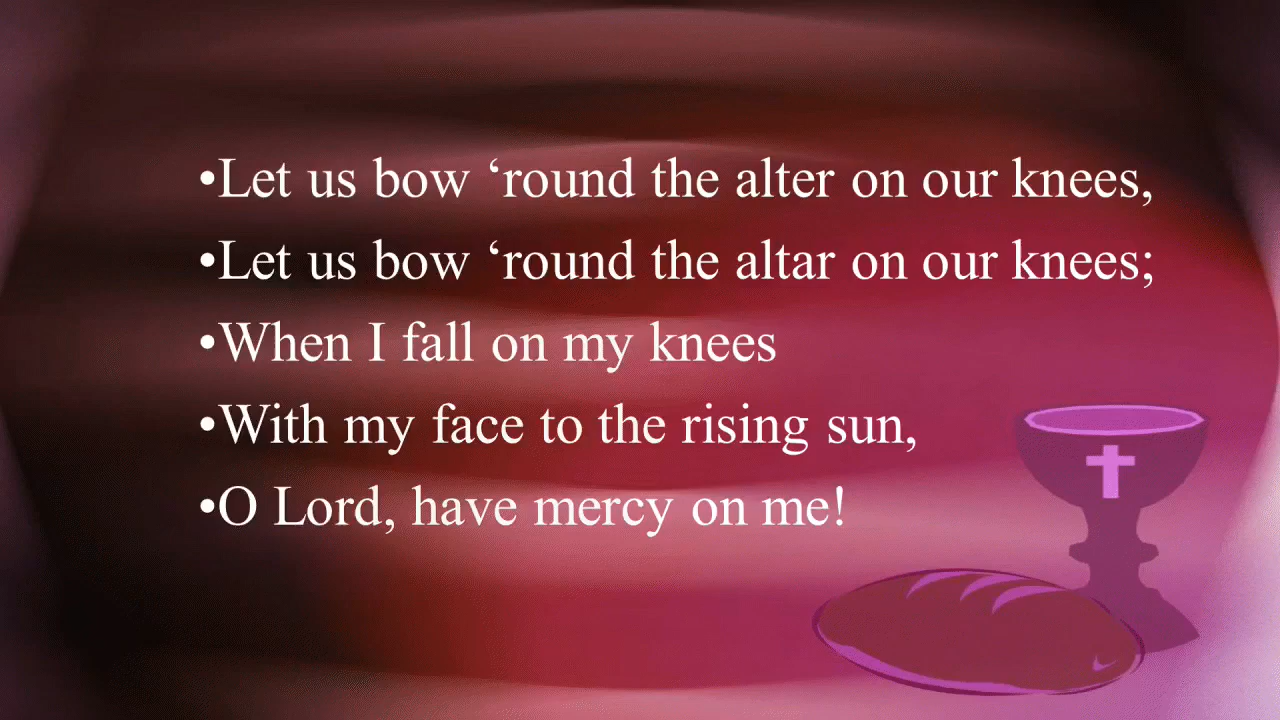 •Let us bow ‘round the alter on our knees,
•Let us bow ‘round the altar on our knees;
•When I fall on my knees
•With my face to the rising sun,
•O Lord, have mercy on me!